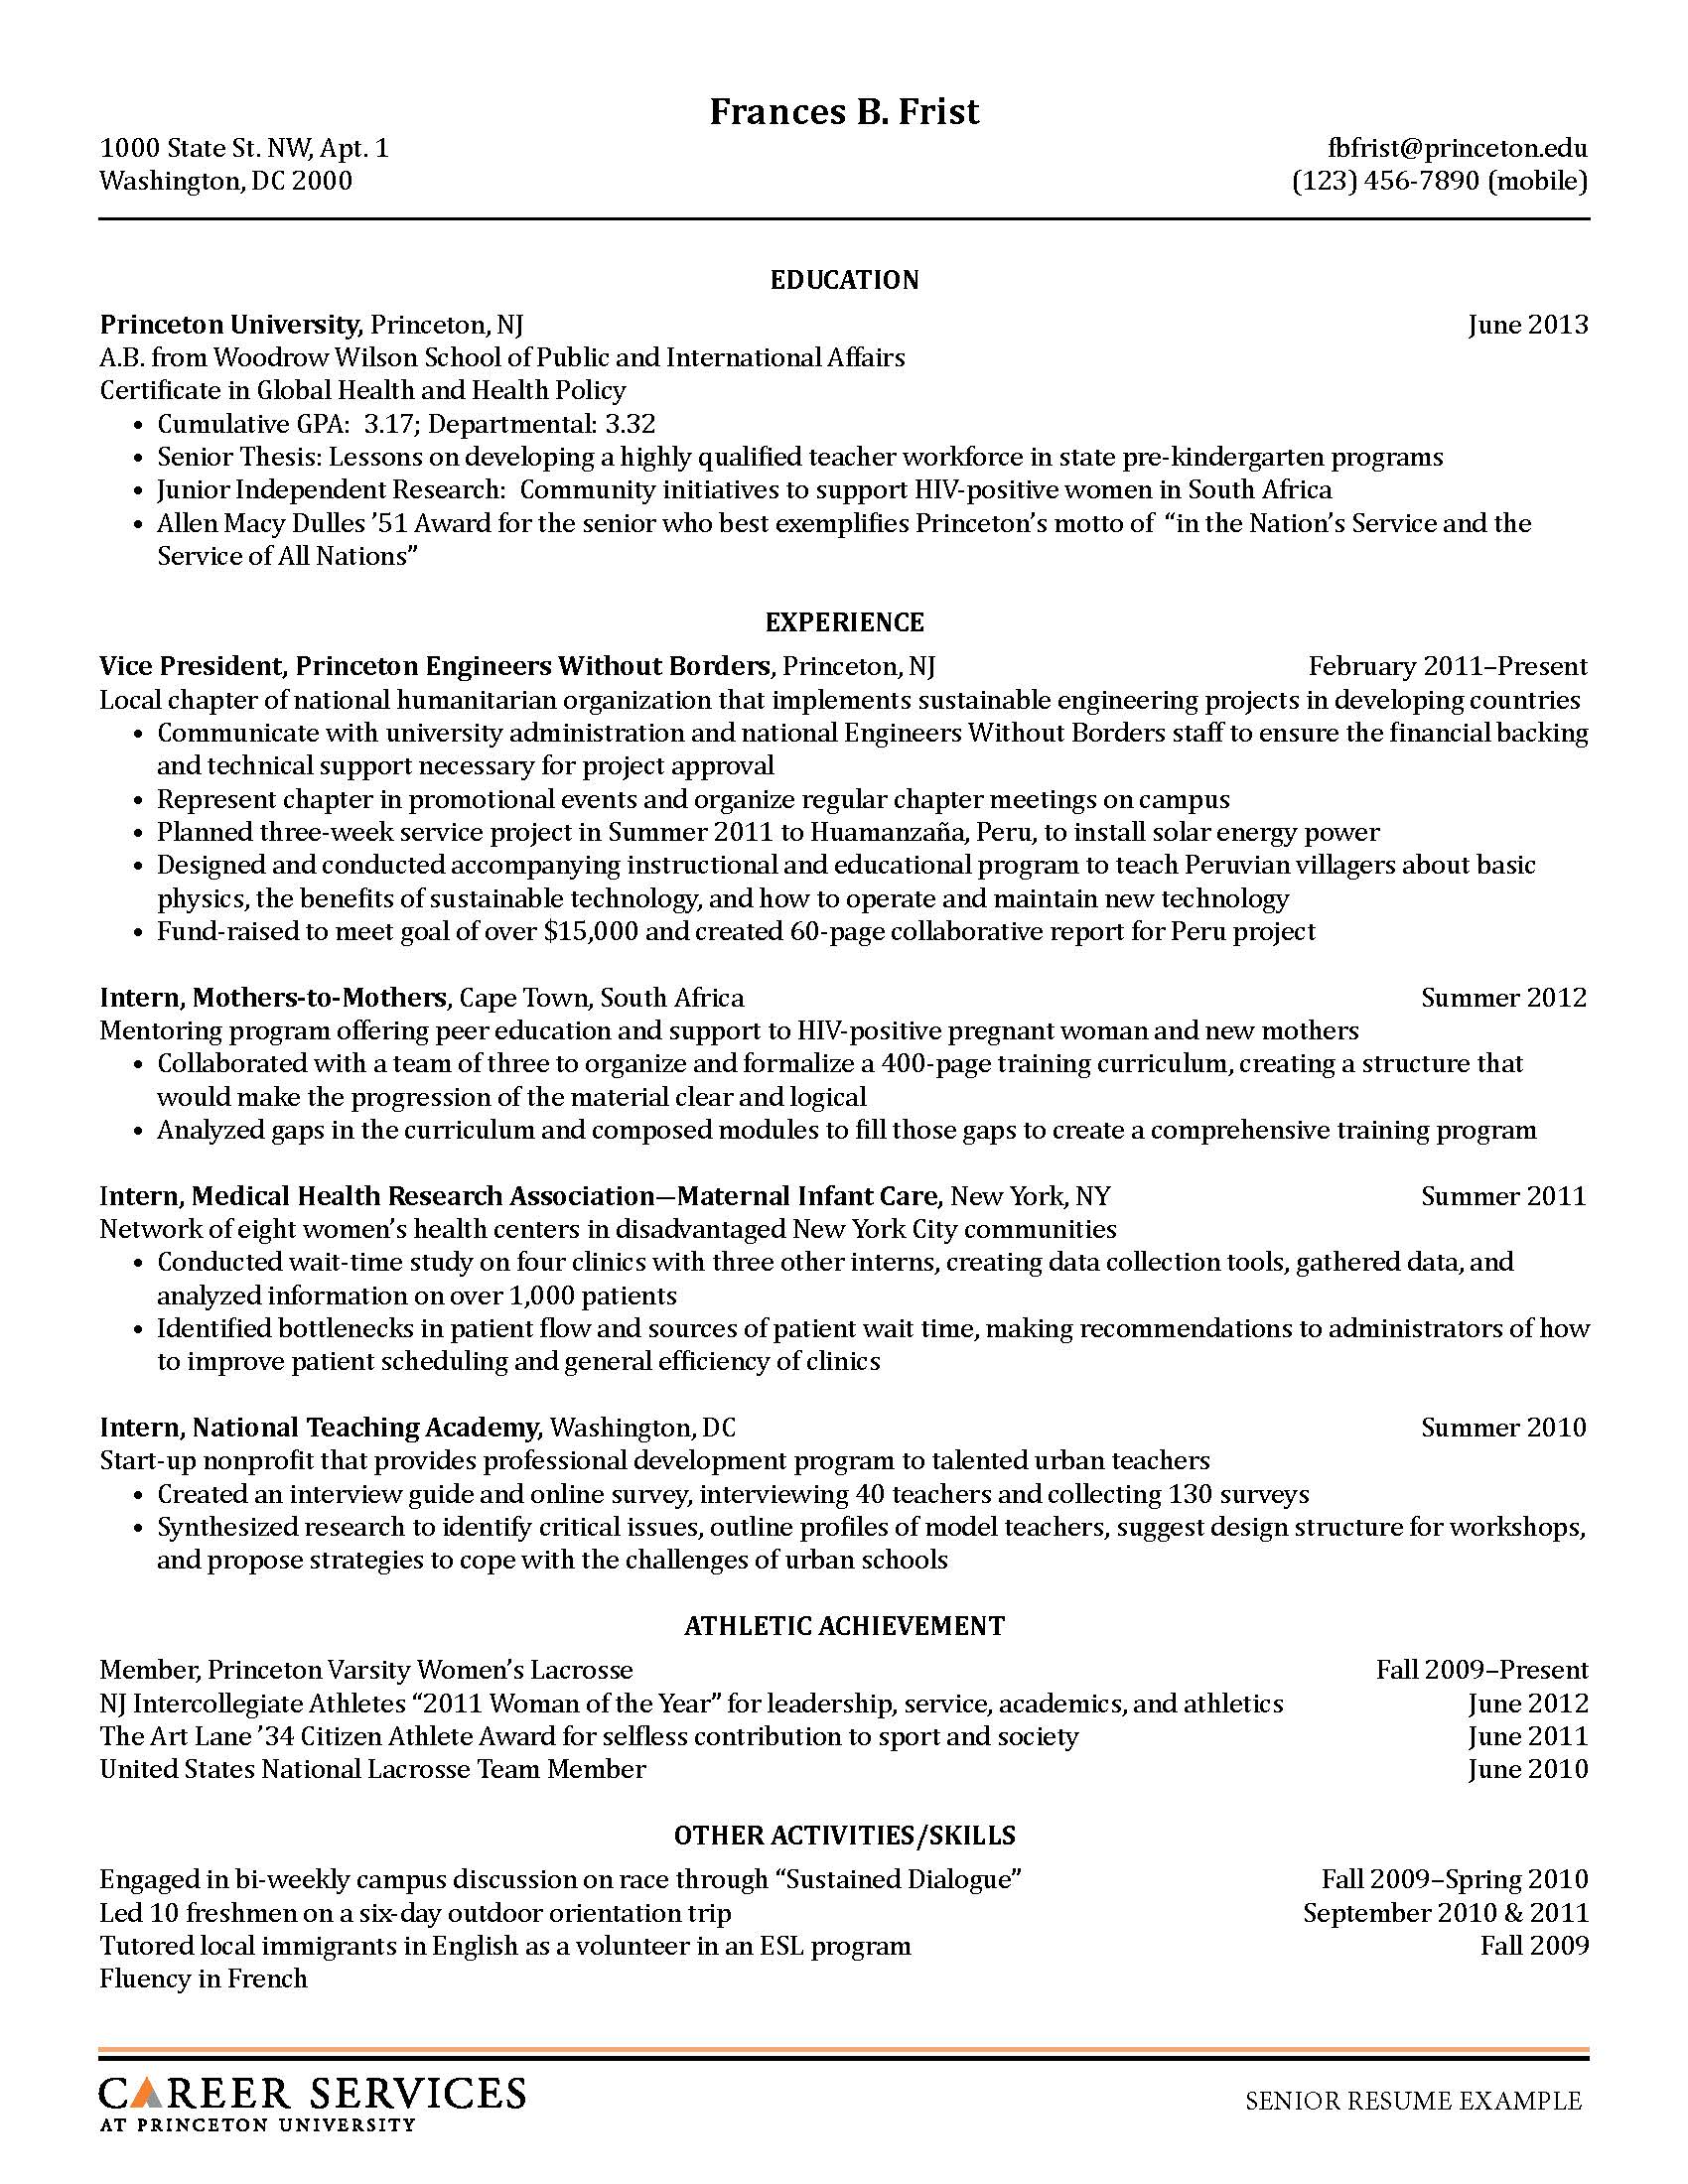 Frances B. Frist
1000 State St. NW, Apt. 1 fbfrist@princeton.edu
Washington, DC 2000 (123) 456-7890 (mobile)
EDUCATION
Princeton University, Princeton, NJ June 2013
A.B. from Woodrow Wilson School of Public and International Affairs
Certificate in Global Health and Health Policy
• Cumulative GPA: 3.17; Departmental: 3.32
• Senior Thesis: Lessons on developing a highly qualified teacher workforce in state pre-kindergarten programs
• Junior Independent Research: Community initiatives to support HIV-positive women in South Africa
• Allen Macy Dulles ’51 Award for the senior who best exemplifies Princeton’s motto of “in the Nation’s Service and the
Service of All Nations”
EXPERIENCE
Vice President, Princeton Engineers Without Borders, Princeton, NJ February 2011–Present
Local chapter of national humanitarian organization that implements sustainable engineering projects in developing countries
• Communicate with university administration and national Engineers Without Borders staff to ensure the financial backing
and technical support necessary for project approval
• Represent chapter in promotional events and organize regular chapter meetings on campus
• Planned three-week service project in Summer 2011 to Huamanzaña, Peru, to install solar energy power
• Designed and conducted accompanying instructional and educational program to teach Peruvian villagers about basic
physics, the benefits of sustainable technology, and how to operate and maintain new technology
• Fund-raised to meet goal of over $15,000 and created 60-page collaborative report for Peru project
Intern, Mothers-to-Mothers, Cape Town, South Africa Summer 2012
Mentoring program offering peer education and support to HIV-positive pregnant woman and new mothers
• Collaborated with a team of three to organize and formalize a 400-page training curriculum, creating a structure that
would make the progression of the material clear and logical
• Analyzed gaps in the curriculum and composed modules to fill those gaps to create a comprehensive training program
Intern, Medical Health Research Association—Maternal Infant Care, New York, NY Summer 2011
Network of eight women’s health centers in disadvantaged New York City communities
• Conducted wait-time study on four clinics with three other interns, creating data collection tools, gathered data, and
analyzed information on over 1,000 patients
• Identified bottlenecks in patient flow and sources of patient wait time, making recommendations to administrators of how
to improve patient scheduling and general efficiency of clinics
Intern, National Teaching Academy, Washington, DC Summer 2010
Start-up nonprofit that provides professional development program to talented urban teachers
• Created an interview guide and online survey, interviewing 40 teachers and collecting 130 surveys
• Synthesized research to identify critical issues, outline profiles of model teachers, suggest design structure for workshops,
and propose strategies to cope with the challenges of urban schools
ATHLETIC ACHIEVEMENT
Member, Princeton Varsity Women’s Lacrosse Fall 2009–Present
NJ Intercollegiate Athletes “2011 Woman of the Year” for leadership, service, academics, and athletics June 2012
The Art Lane ’34 Citizen Athlete Award for selfless contribution to sport and society June 2011
United States National Lacrosse Team Member June 2010
OTHER ACTIVITIES/SKILLS
Engaged in bi-weekly campus discussion on race through “Sustained Dialogue” Fall 2009–Spring 2010
Led 10 freshmen on a six-day outdoor orientation trip September 2010 & 2011
Tutored local immigrants in English as a volunteer in an ESL program Fall 2009
Fluency in French
CAREER SERVICES
AT PRINCETON UNIVERSITY
SENIOR RESUME EXAMPLE